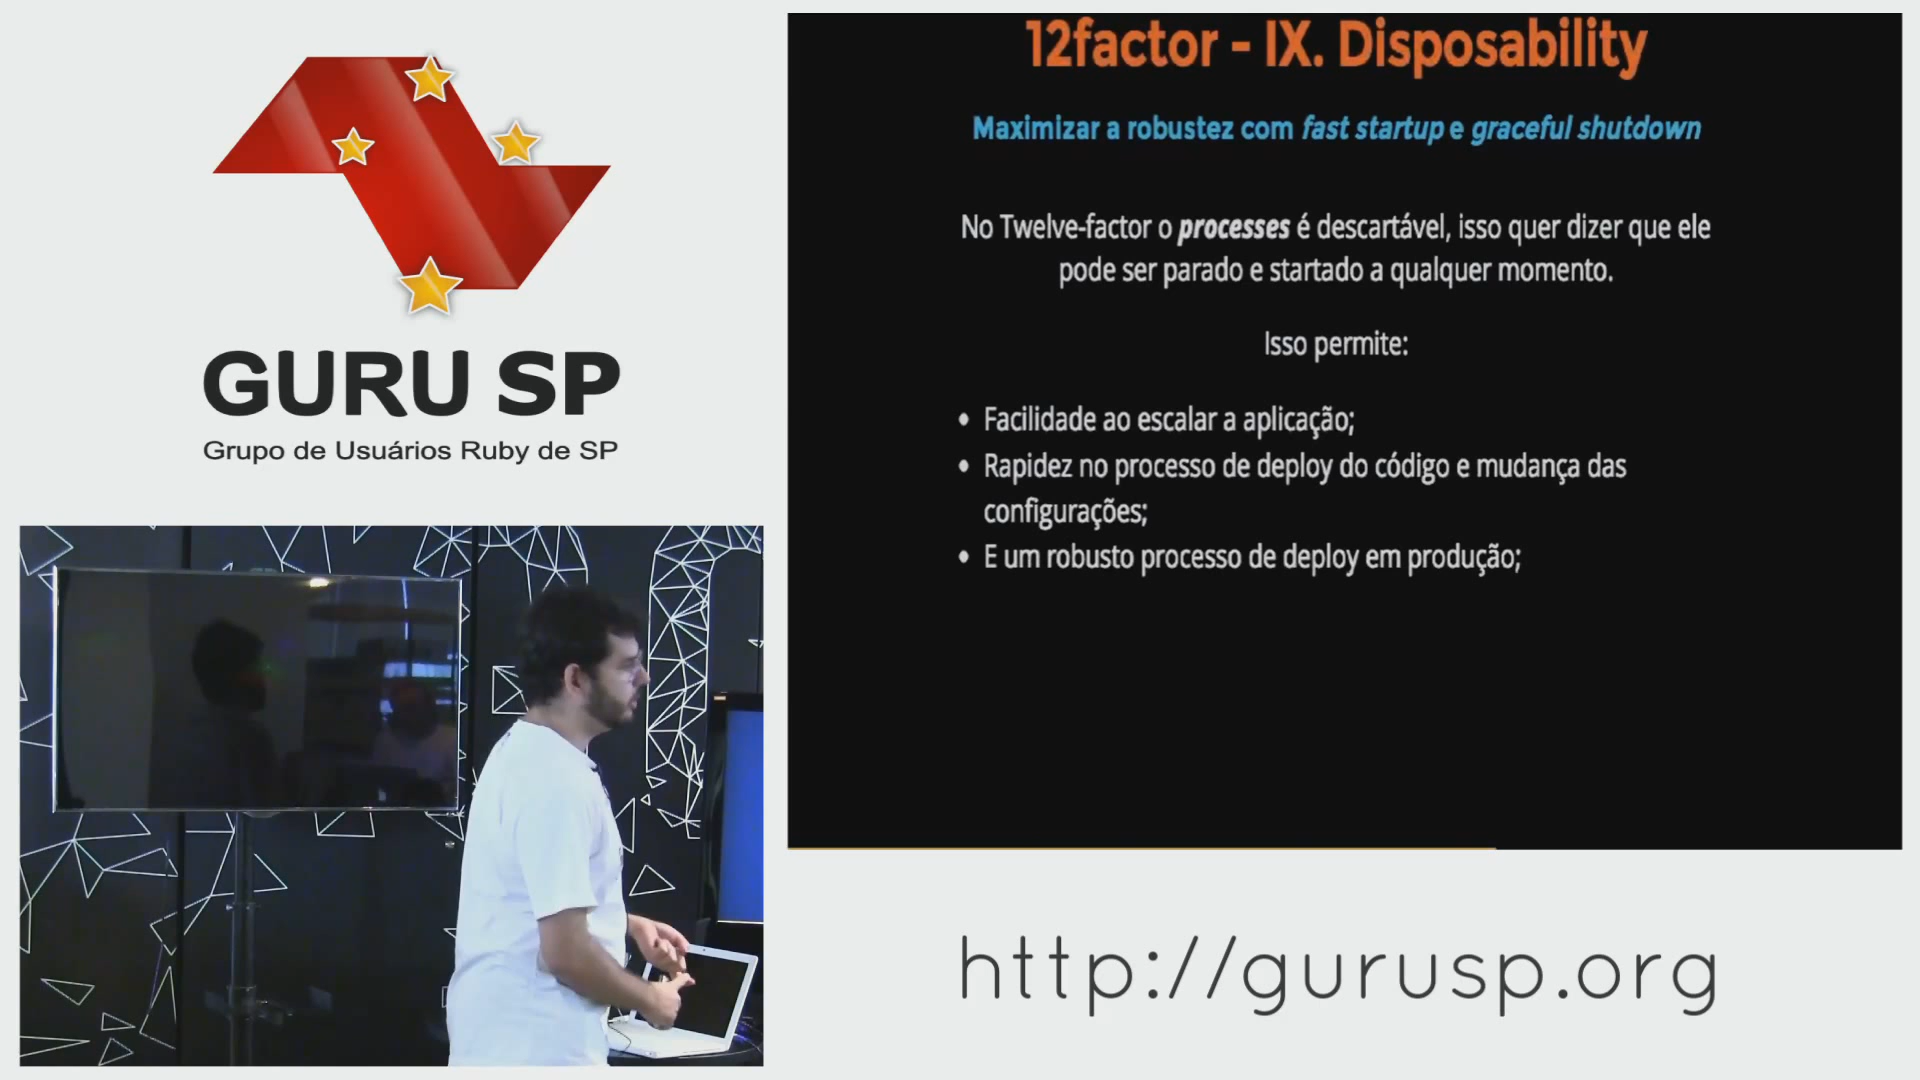 GURU SP
Grupo de Usuários Ruby de SP
12factor - IX. Disposability
Maximizar a robustez com fast startup e graceful shutdown
No Twelve-factor o processes é descartável, isso quer dizer que ele
pode ser parado e startado a qualquer momento.
Isso permite:
• Facilidade ao escalar a aplicação;
• Rapidez no processo de deploy do código e mudança das
configurações;
• E um robusto processo de deploy em produção;
http://gurusp.org